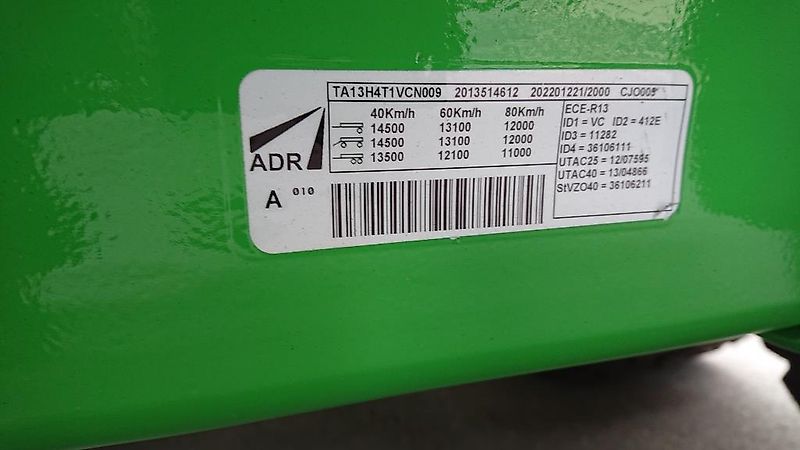 TA13H4T1VCN009 2013514612 202201221/2000 CJO005
40Km/h 60Km/h 80Km/h
14500 13100 12000
14500 13100 12000
13500 12100 11000
ECE-R13
ID1 = VC ID2 = 412E
ID3 = 11282
ID4 = 36106111
UTAC25 = 12/07595
UTAC40 = 13/04866
StVZO40 = 36106211
ADR
A 010